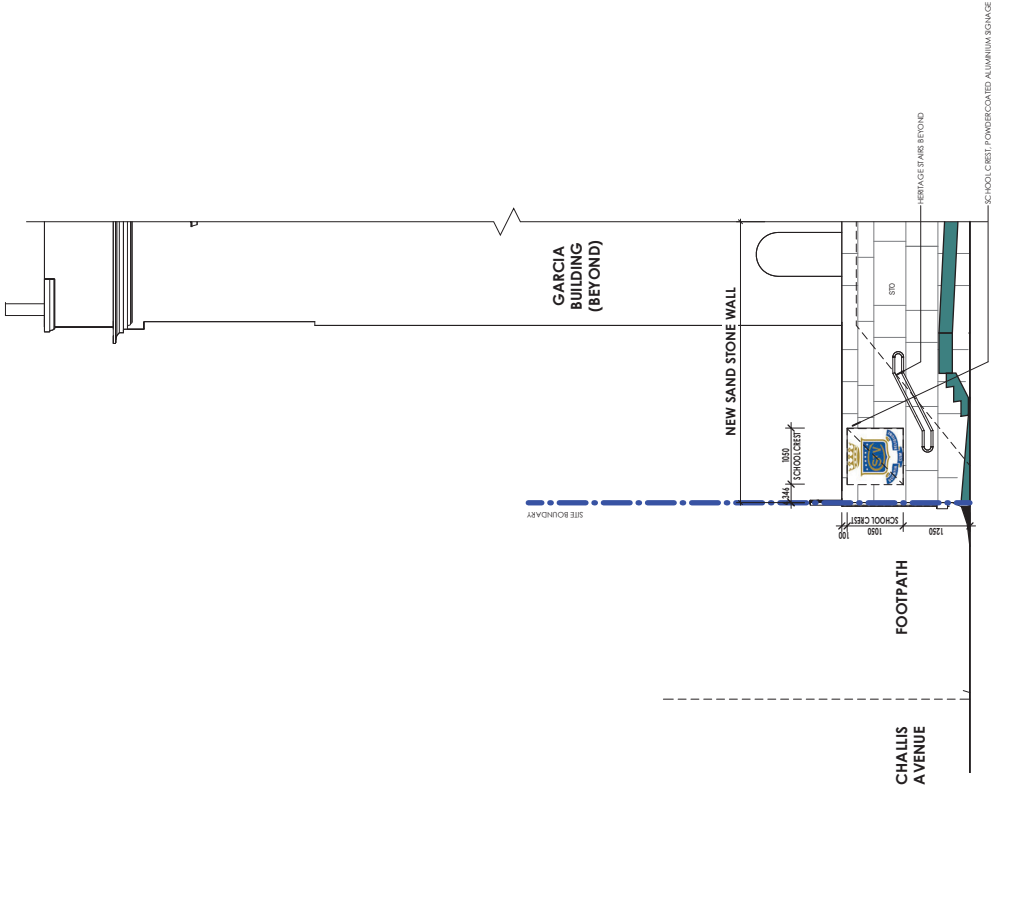 SCHOOL CREST, POWDERCOATED ALUMINIUM SIGNAGE
HERITAGE STAIRS BEYOND
GARCIA
BUILDING
(BEYOND)
NEW SAND STONE WALL
STO
1050
SCHOOL CREST
346
SV
SITE BOUNDARY
SCHOOL CREST
100
1050
1250
FOOTPATH
CHALLIS
AVENUE